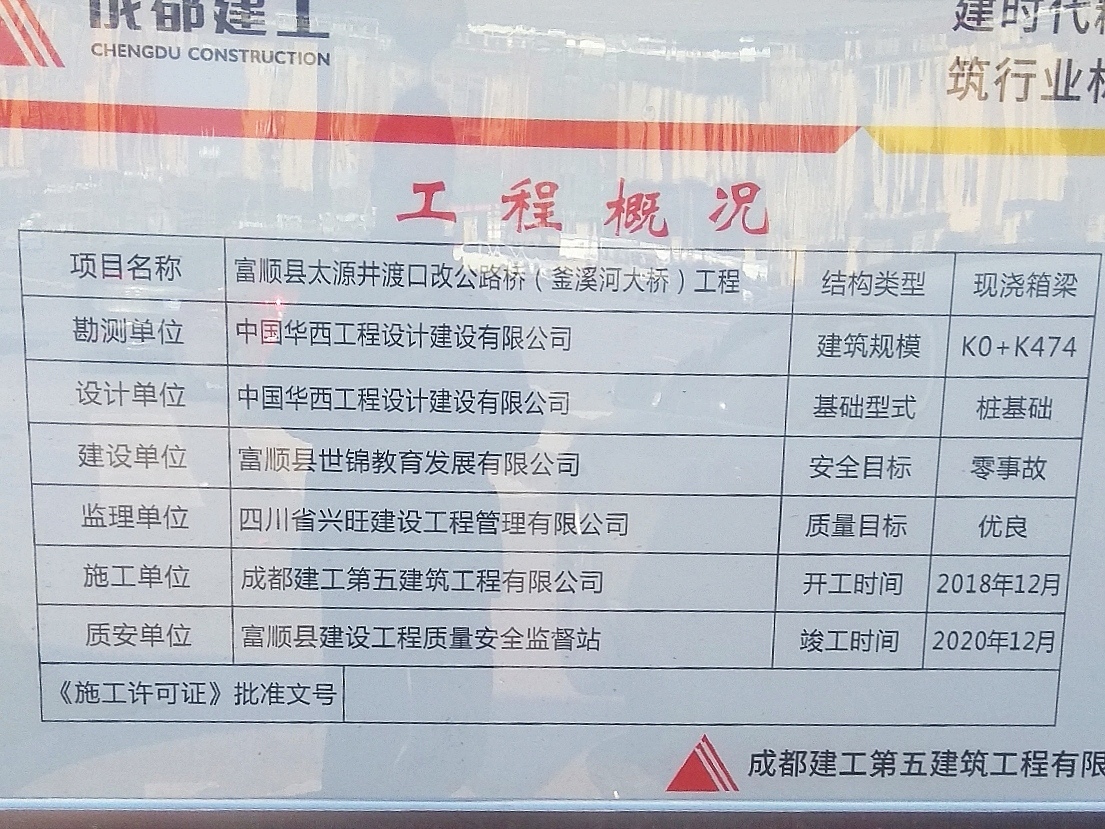 成都建工
CHENGDU CONSTRUCTION
建时代
筑行业
工程概况
项目名称 富顺县太源井渡口改公路桥（釜溪河大桥）工程 结构类型 现浇箱梁
勘测单位 中国华西工程设计建设有限公司 建筑规模 K0+K474
设计单位 中国华西工程设计建设有限公司 基础型式 桩基础
建设单位 富顺县世锦教育发展有限公司 安全目标 零事故
监理单位 四川省兴旺建设工程管理有限公司 质量目标 优良
施工单位 成都建工第五建筑工程有限公司 开工时间 2018年12月
质安单位 富顺县建设工程质量安全监督站 竣工时间 2020年12月
《施工许可证》批准文号
成都建工第五建筑工程有限